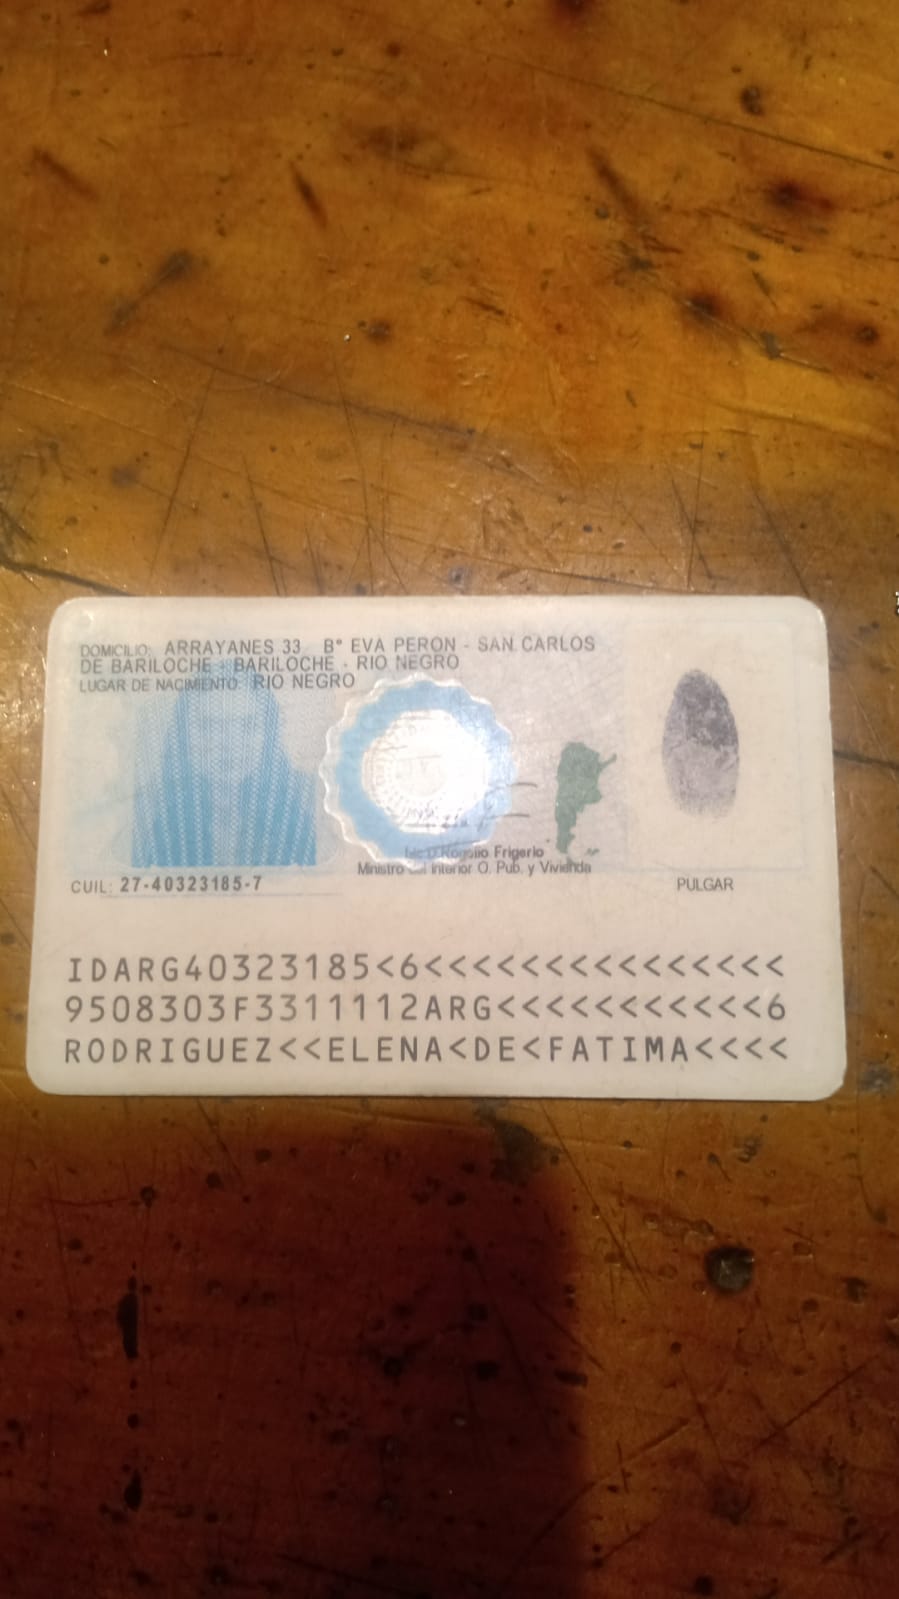 DOMICILIO: ARRAYANES 33 Bº EVA PERON - SAN CARLOS
DE BARILOCHE - BARILOCHE - RIO NEGRO
LUGAR DE NACIMIENTO: RIO NEGRO
Lic D Rogelio Frigerio
Ministro del Interior O. Pub. y Vivienda
CUIL: 27-40323185-7
PULGAR
IDARG40323185<6<<<<<<<<<<<<<<<
9508303F3311112ARG<<<<<<<<<<<6
RODRIGUEZ<<ELENA<DE<FATIMA<<<<